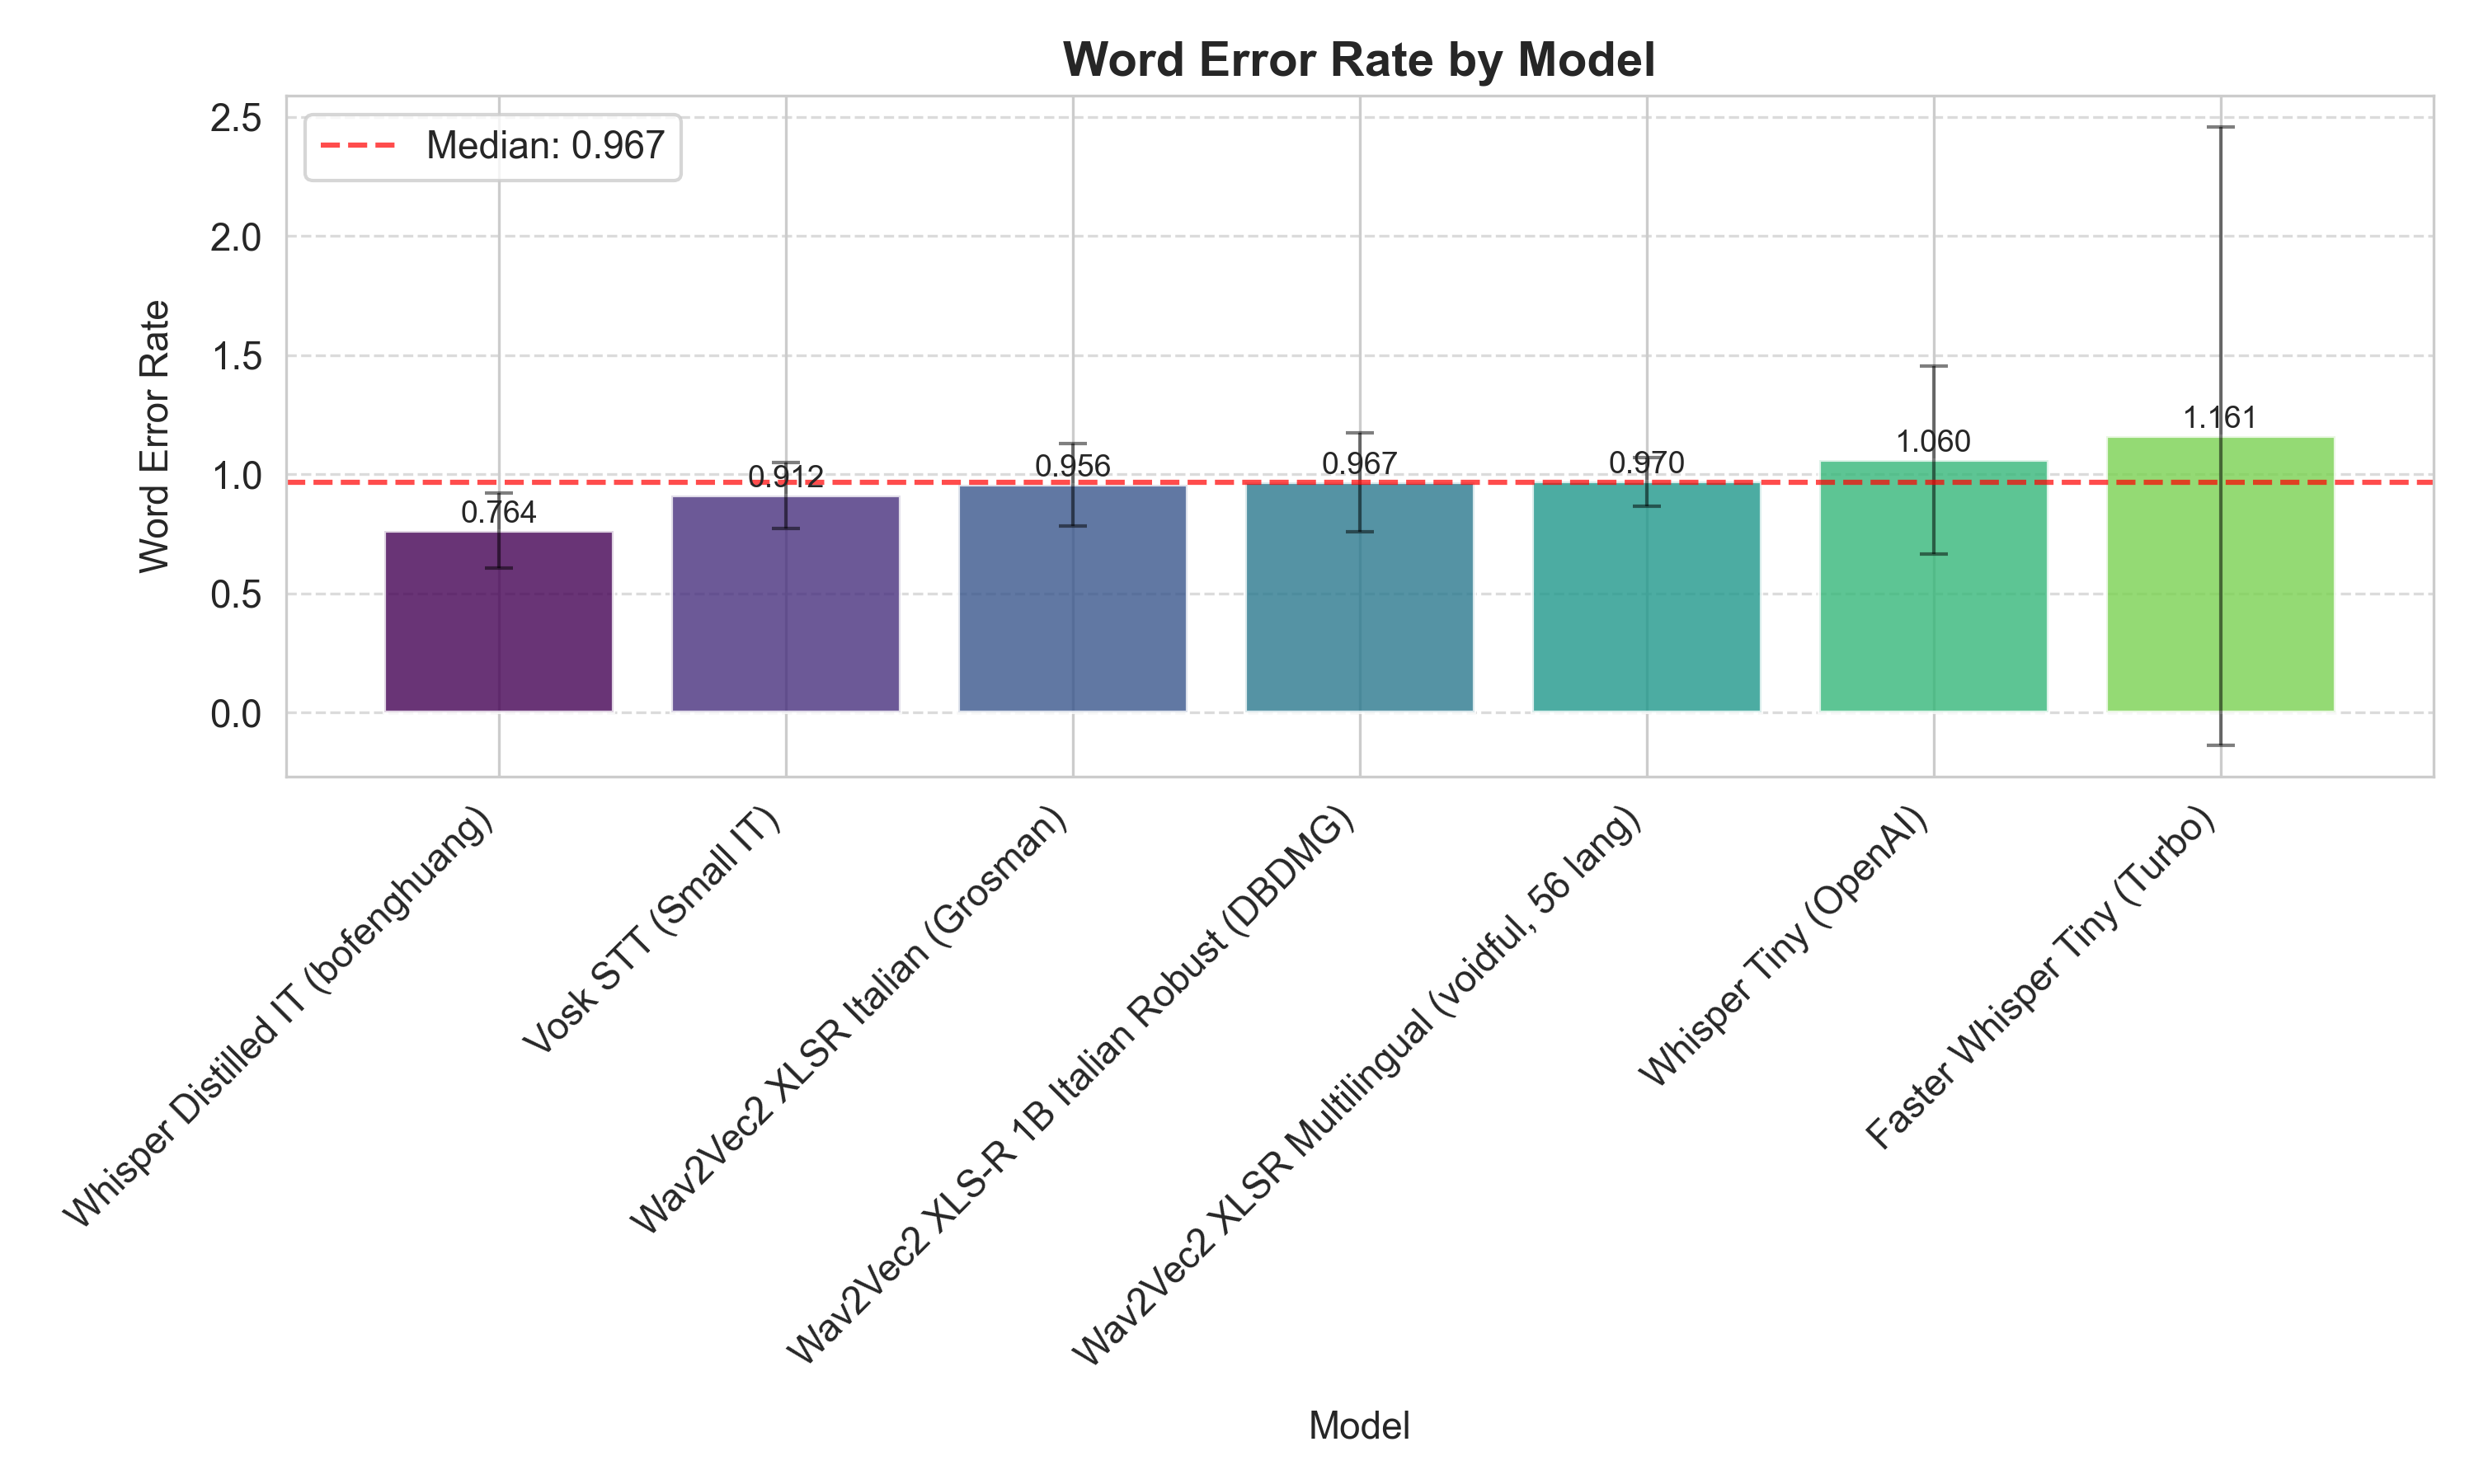 Word Error Rate by Model
Median: 0.967
Word Error Rate
2.5
2.0
1.5
1.0
0.5
0.0
0.764
0.912
0.956
0.967
0.970
1.060
1.161
Whisper Distilled IT (bofenghuang)
Vosk STT (Small IT)
Wav2Vec2 XLSR Italian (Grosman)
Wav2Vec2 XLS-R 1B Italian Robust (DBDMG)
Wav2Vec2 XLSR Multilingual (voidful, 56 lang)
Whisper Tiny (OpenAI)
Faster Whisper Tiny (Turbo)
Model